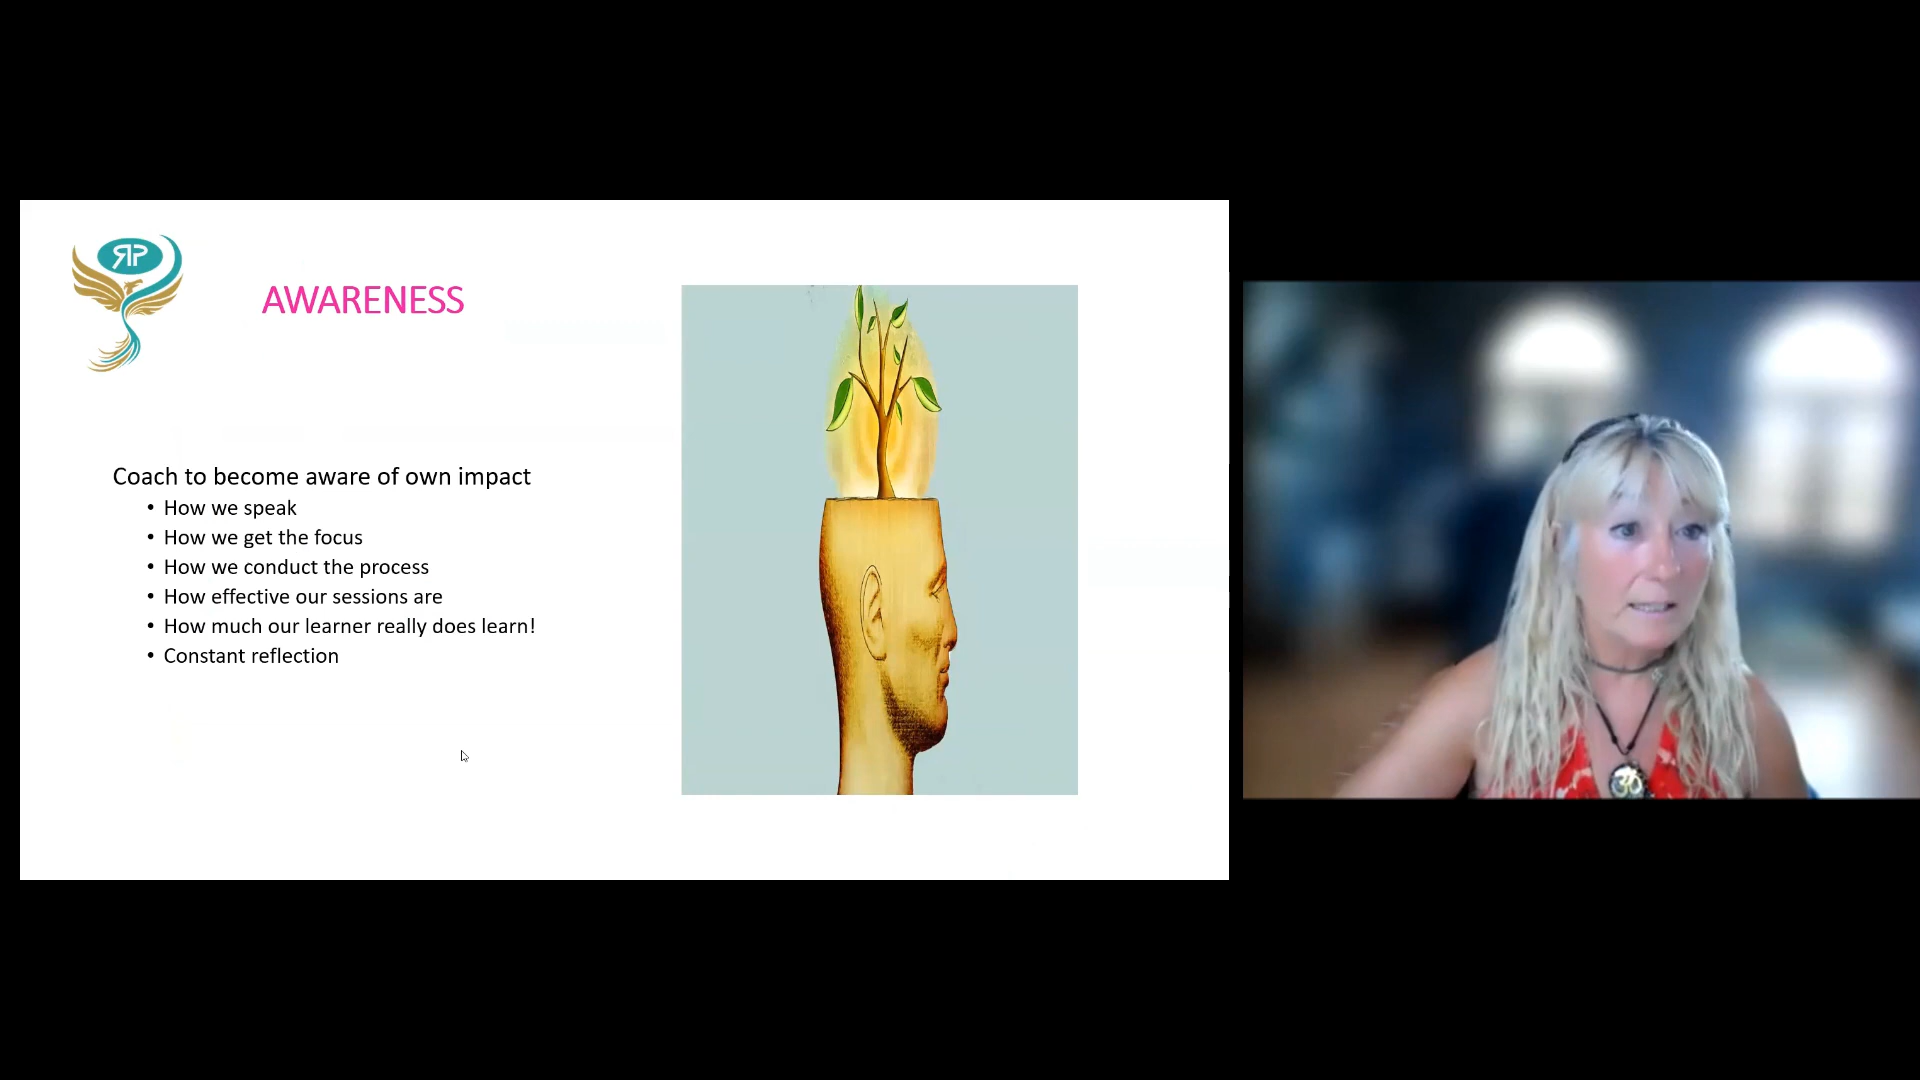 ЯP
AWARENESS
Coach to become aware of own impact
• How we speak
• How we get the focus
• How we conduct the process
• How effective our sessions are
• How much our learner really does learn!
• Constant reflection
ॐ